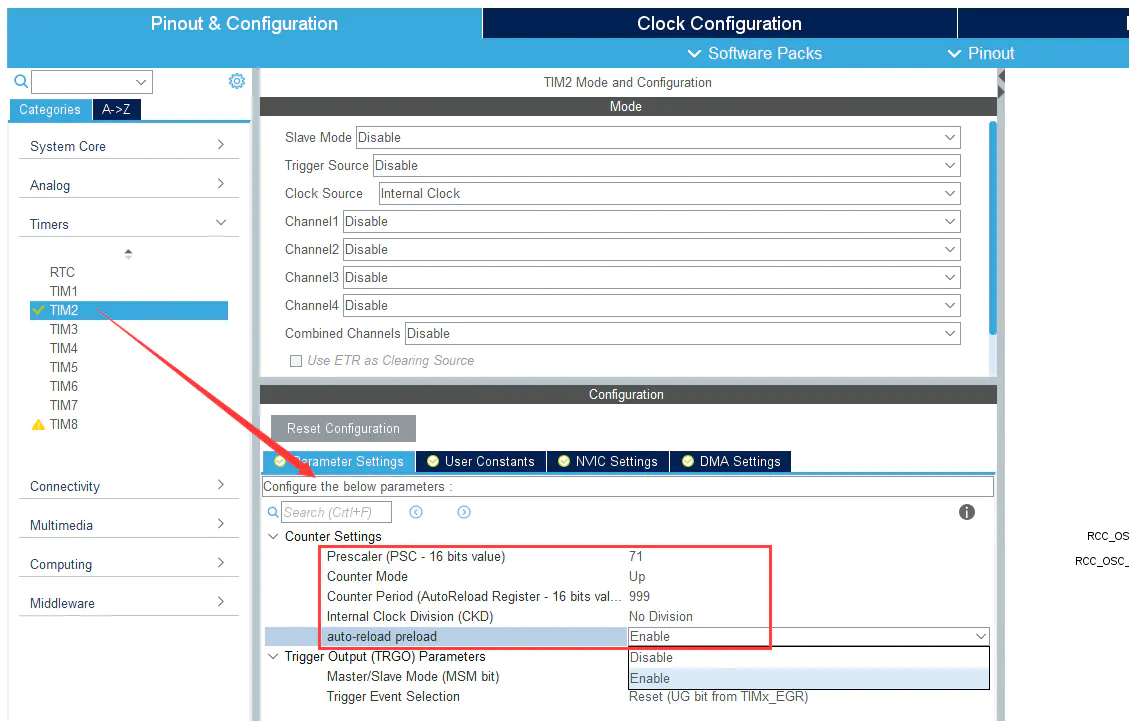 Pinout & Configuration
Clock Configuration
Software Packs
Pinout
Categories
A->Z
System Core
Analog
Timers
RTC
TIM1
TIM2
TIM3
TIM4
TIM5
TIM6
TIM7
TIM8
Connectivity
Multimedia
Computing
Middleware
TIM2 Mode and Configuration
Mode
Slave Mode Disable
Trigger Source Disable
Clock Source Internal Clock
Channel1 Disable
Channel2 Disable
Channel3 Disable
Channel4 Disable
Combined Channels Disable
Use ETR as Clearing Source
Configuration
Reset Configuration
Parameter Settings
User Constants
NVIC Settings
DMA Settings
Configure the below parameters :
Search (Crtl+F)
Counter Settings
Prescaler (PSC - 16 bits value) 71
Counter Mode Up
Counter Period (AutoReload Register - 16 bits val... 999
Internal Clock Division (CKD) No Division
auto-reload preload Enable
Disable
Enable
Trigger Output (TRGO) Parameters
Master/Slave Mode (MSM bit)
Trigger Event Selection Reset (UG bit from TIMx_EGR)
RCC_OS
RCC_OSC_